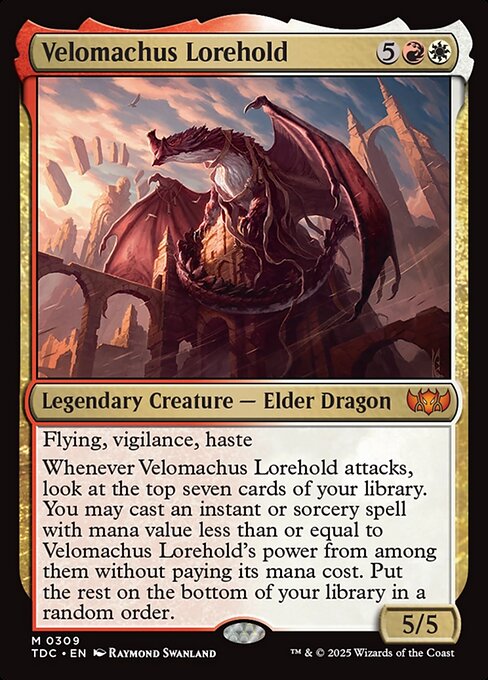 Velomachus Lorehold 5
Legendary Creature — Elder Dragon
Flying, vigilance, haste
Whenever Velomachus Lorehold attacks,
look at the top seven cards of your library.
You may cast an instant or sorcery spell
with mana value less than or equal to
Velomachus Lorehold's power from among
them without paying its mana cost. Put
the rest on the bottom of your library in a
random order.
5/5
M 0309
TDC • EN Raymond Swanland
™ & © 2025 Wizards of the Coast